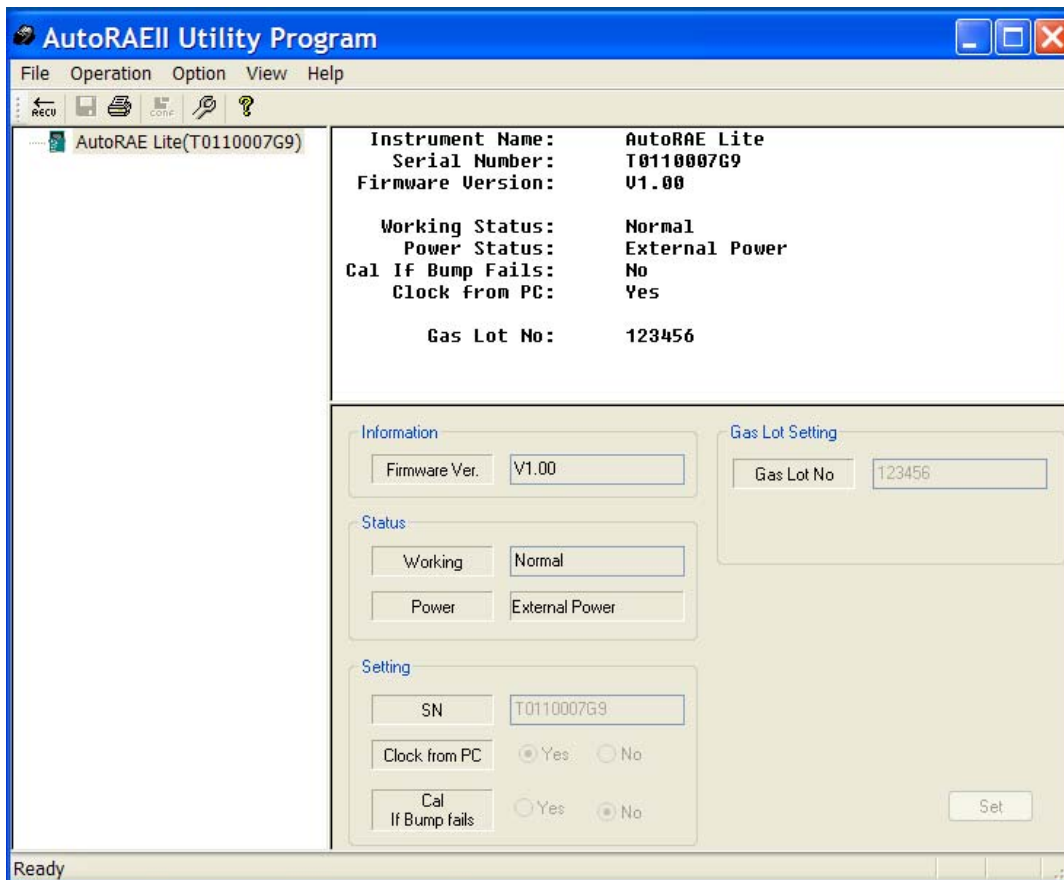 AutoRAEII Utility Program
File Operation Option View Help
RECV CONF
AutoRAE Lite(T0110007G9)
Instrument Name: AutoRAE Lite
Serial Number: T0110007G9
Firmware Version: V1.00
Working Status: Normal
Power Status: External Power
Cal If Bump Fails: No
Clock from PC: Yes
Gas Lot No: 123456
Information
Firmware Ver. V1.00
Status
Working Normal
Power External Power
Setting
SN T0110007G9
Clock from PC Yes No
Cal
If Bump fails Yes No
Gas Lot Setting
Gas Lot No 123456
Set
Ready